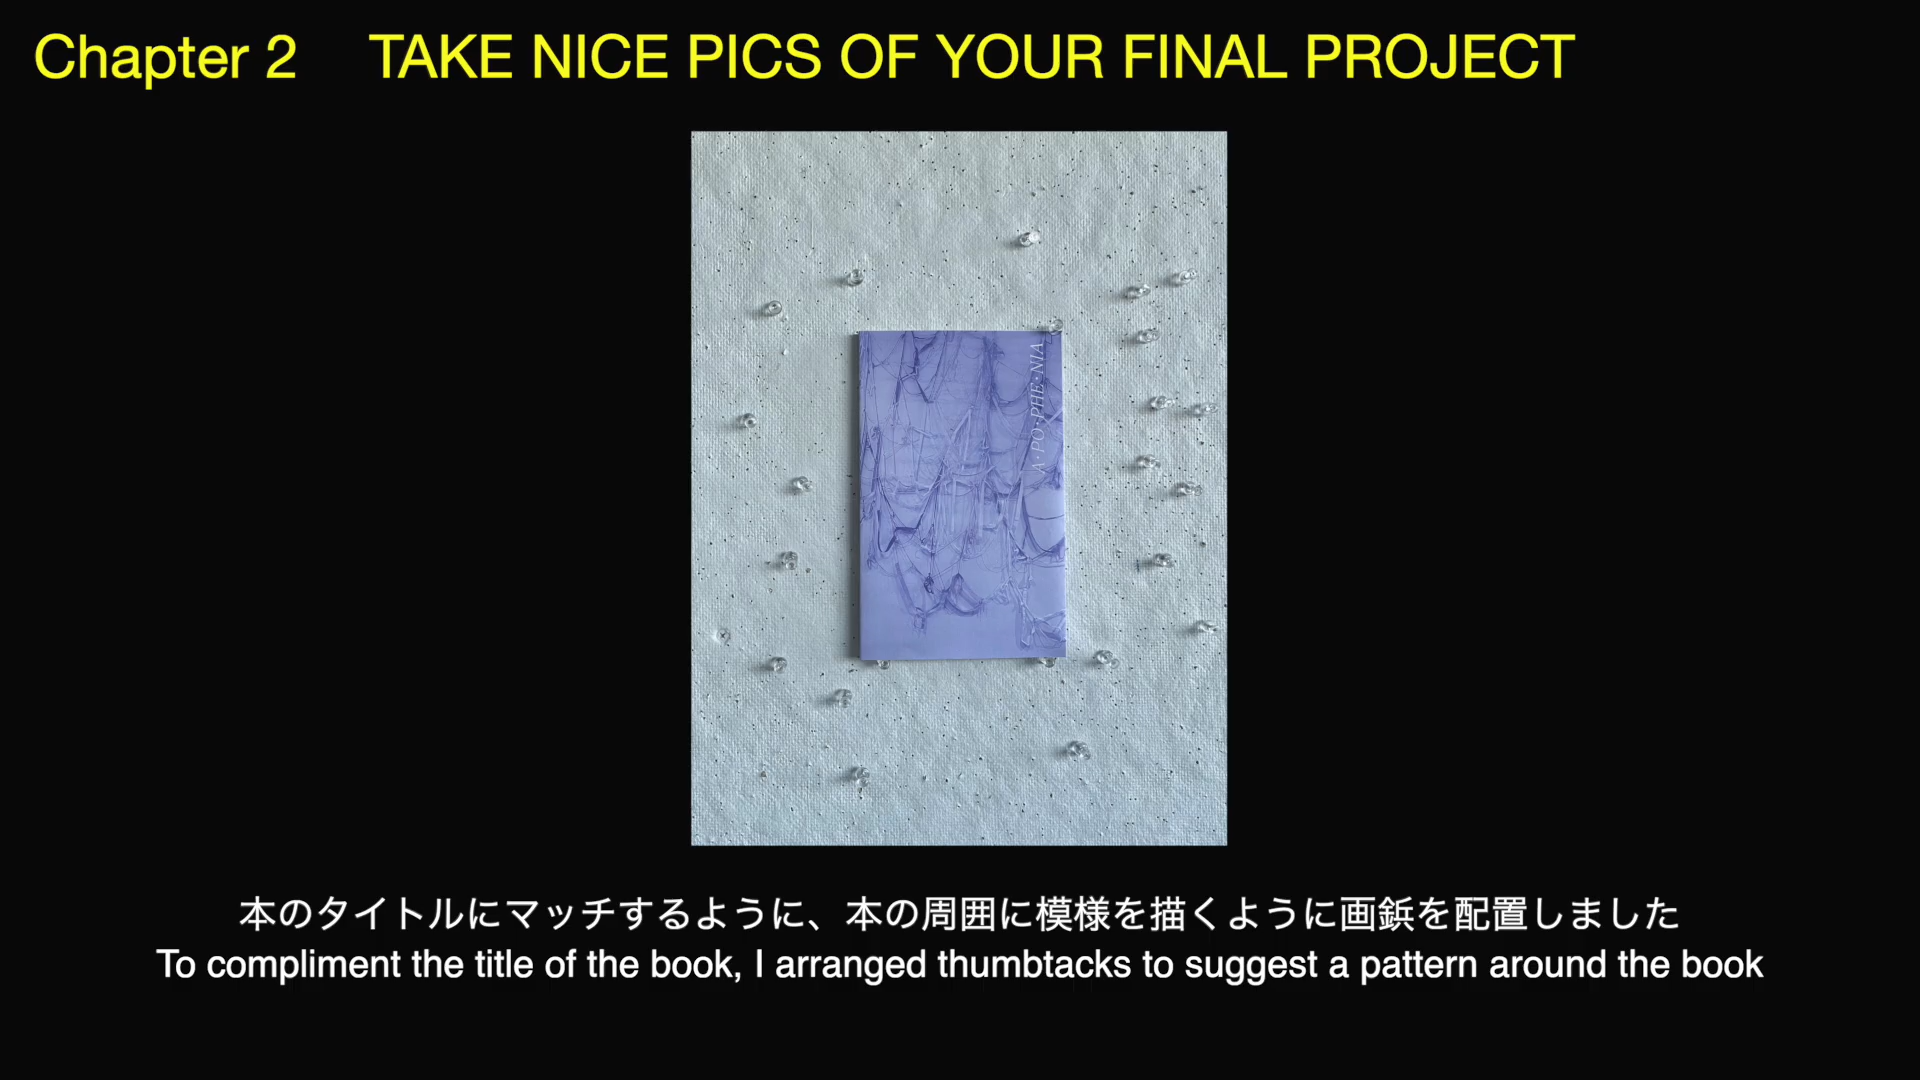 Chapter 2 TAKE NICE PICS OF YOUR FINAL PROJECT
A·PO·PHE·NIA
本のタイトルにマッチするように、本の周囲に模様を描くように画鋲を配置しました
To compliment the title of the book, I arranged thumbtacks to suggest a pattern around the book